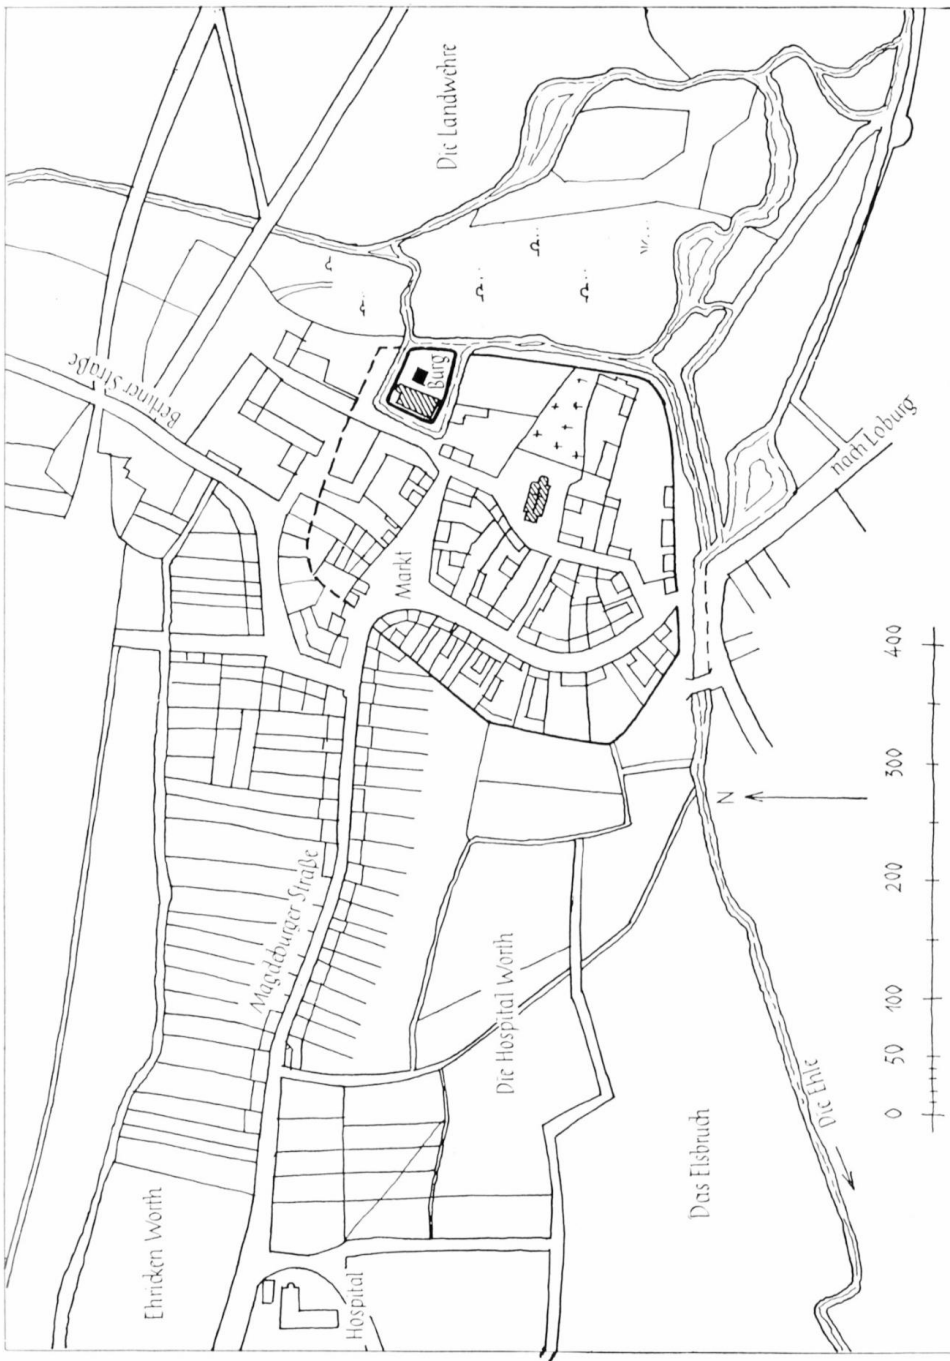 Die Landwehre
Berliner Straße
Burg
nach Loburg
Markt
Magdeburger Straße
Die Hospital Worth
Ehricken Worth
Hospital
Das Elsbruch
Die Ehle
N
0 50 100 200 300 400